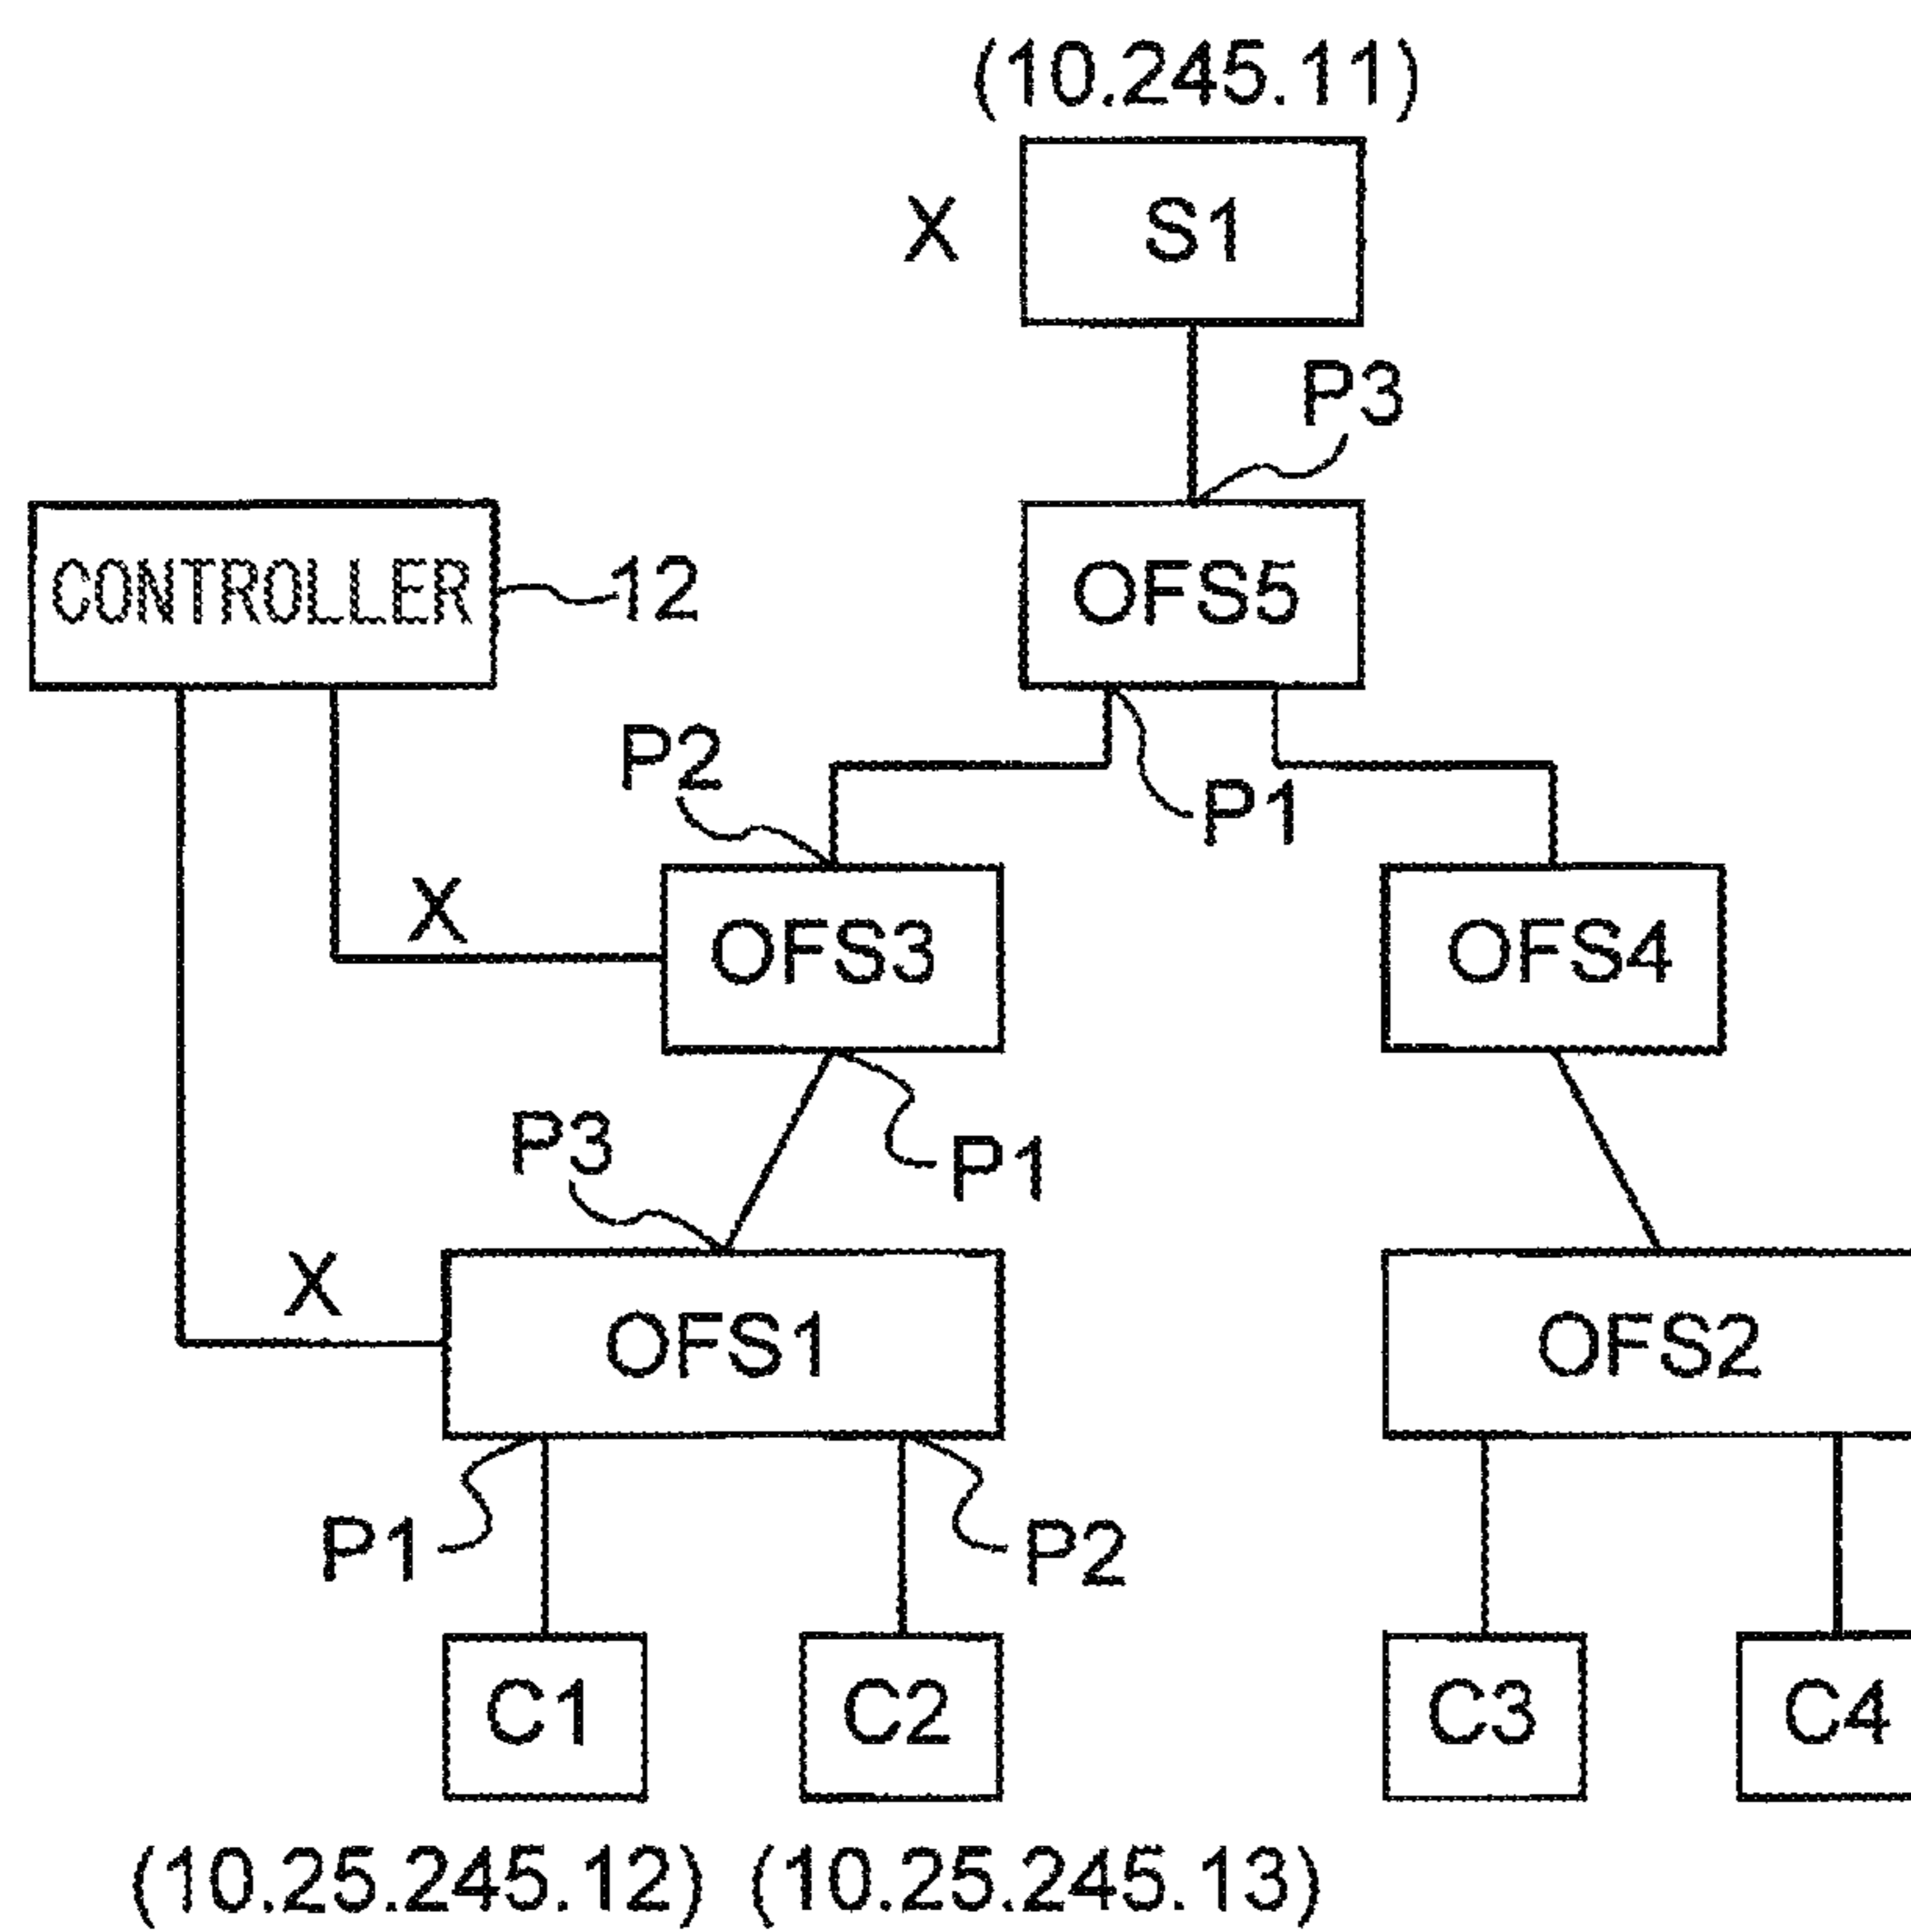 (10.245.11)
X
S1
P3
CONTROLLER
12
OFS5
P2
P1
X
OFS3
OFS4
P3
P1
X
OFS1
OFS2
P1
P2
C1
C2
C3
C4
(10.25.245.12)
(10.25.245.13)